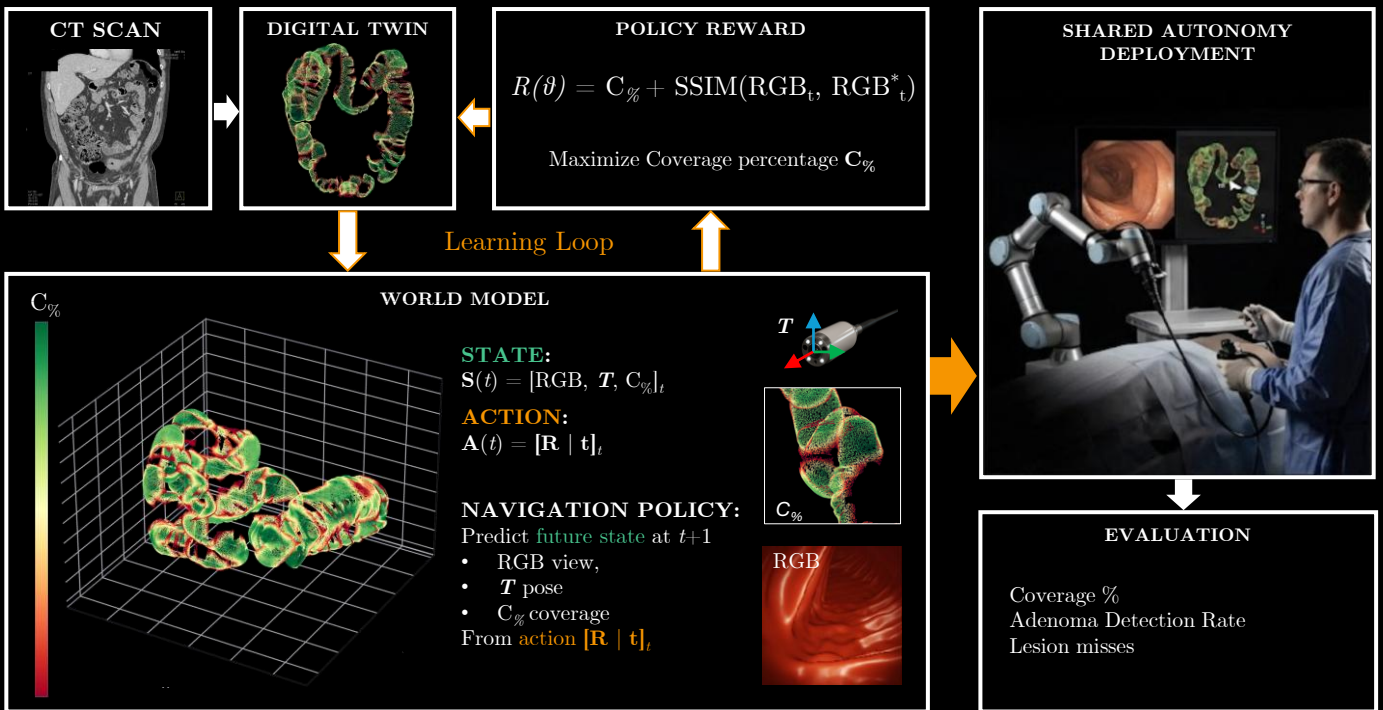 CT SCAN
DIGITAL TWIN
POLICY REWARD
R(ϑ) = C% + SSIM(RGBt, RGB*t)
Maximize Coverage percentage C%
SHARED AUTONOMY
DEPLOYMENT
Learning Loop
WORLD MODEL
C%
STATE:
S(t) = [RGB, T, C%]t
ACTION:
A(t) = [R | t]t
NAVIGATION POLICY:
Predict future state at t+1
• RGB view,
• T pose
• C% coverage
From action [R | t]t
T
C%
RGB
EVALUATION
Coverage %
Adenoma Detection Rate
Lesion misses